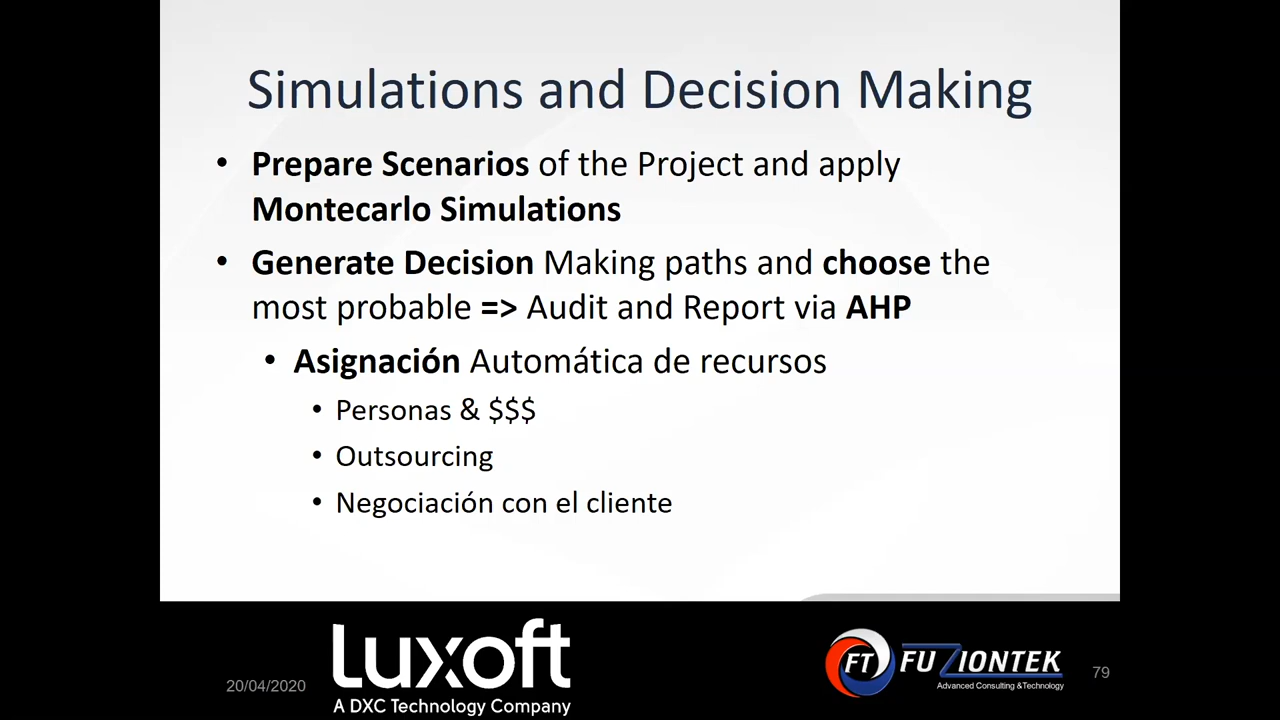 Simulations and Decision Making
• Prepare Scenarios of the Project and apply
Montecarlo Simulations
• Generate Decision Making paths and choose the
most probable => Audit and Report via AHP
• Asignación Automática de recursos
• Personas & $$$
• Outsourcing
• Negociación con el cliente
20/04/2020
Luxoft
A DXC Technology Company
FT FUZIONTEK
Advanced Consulting & Technology
79